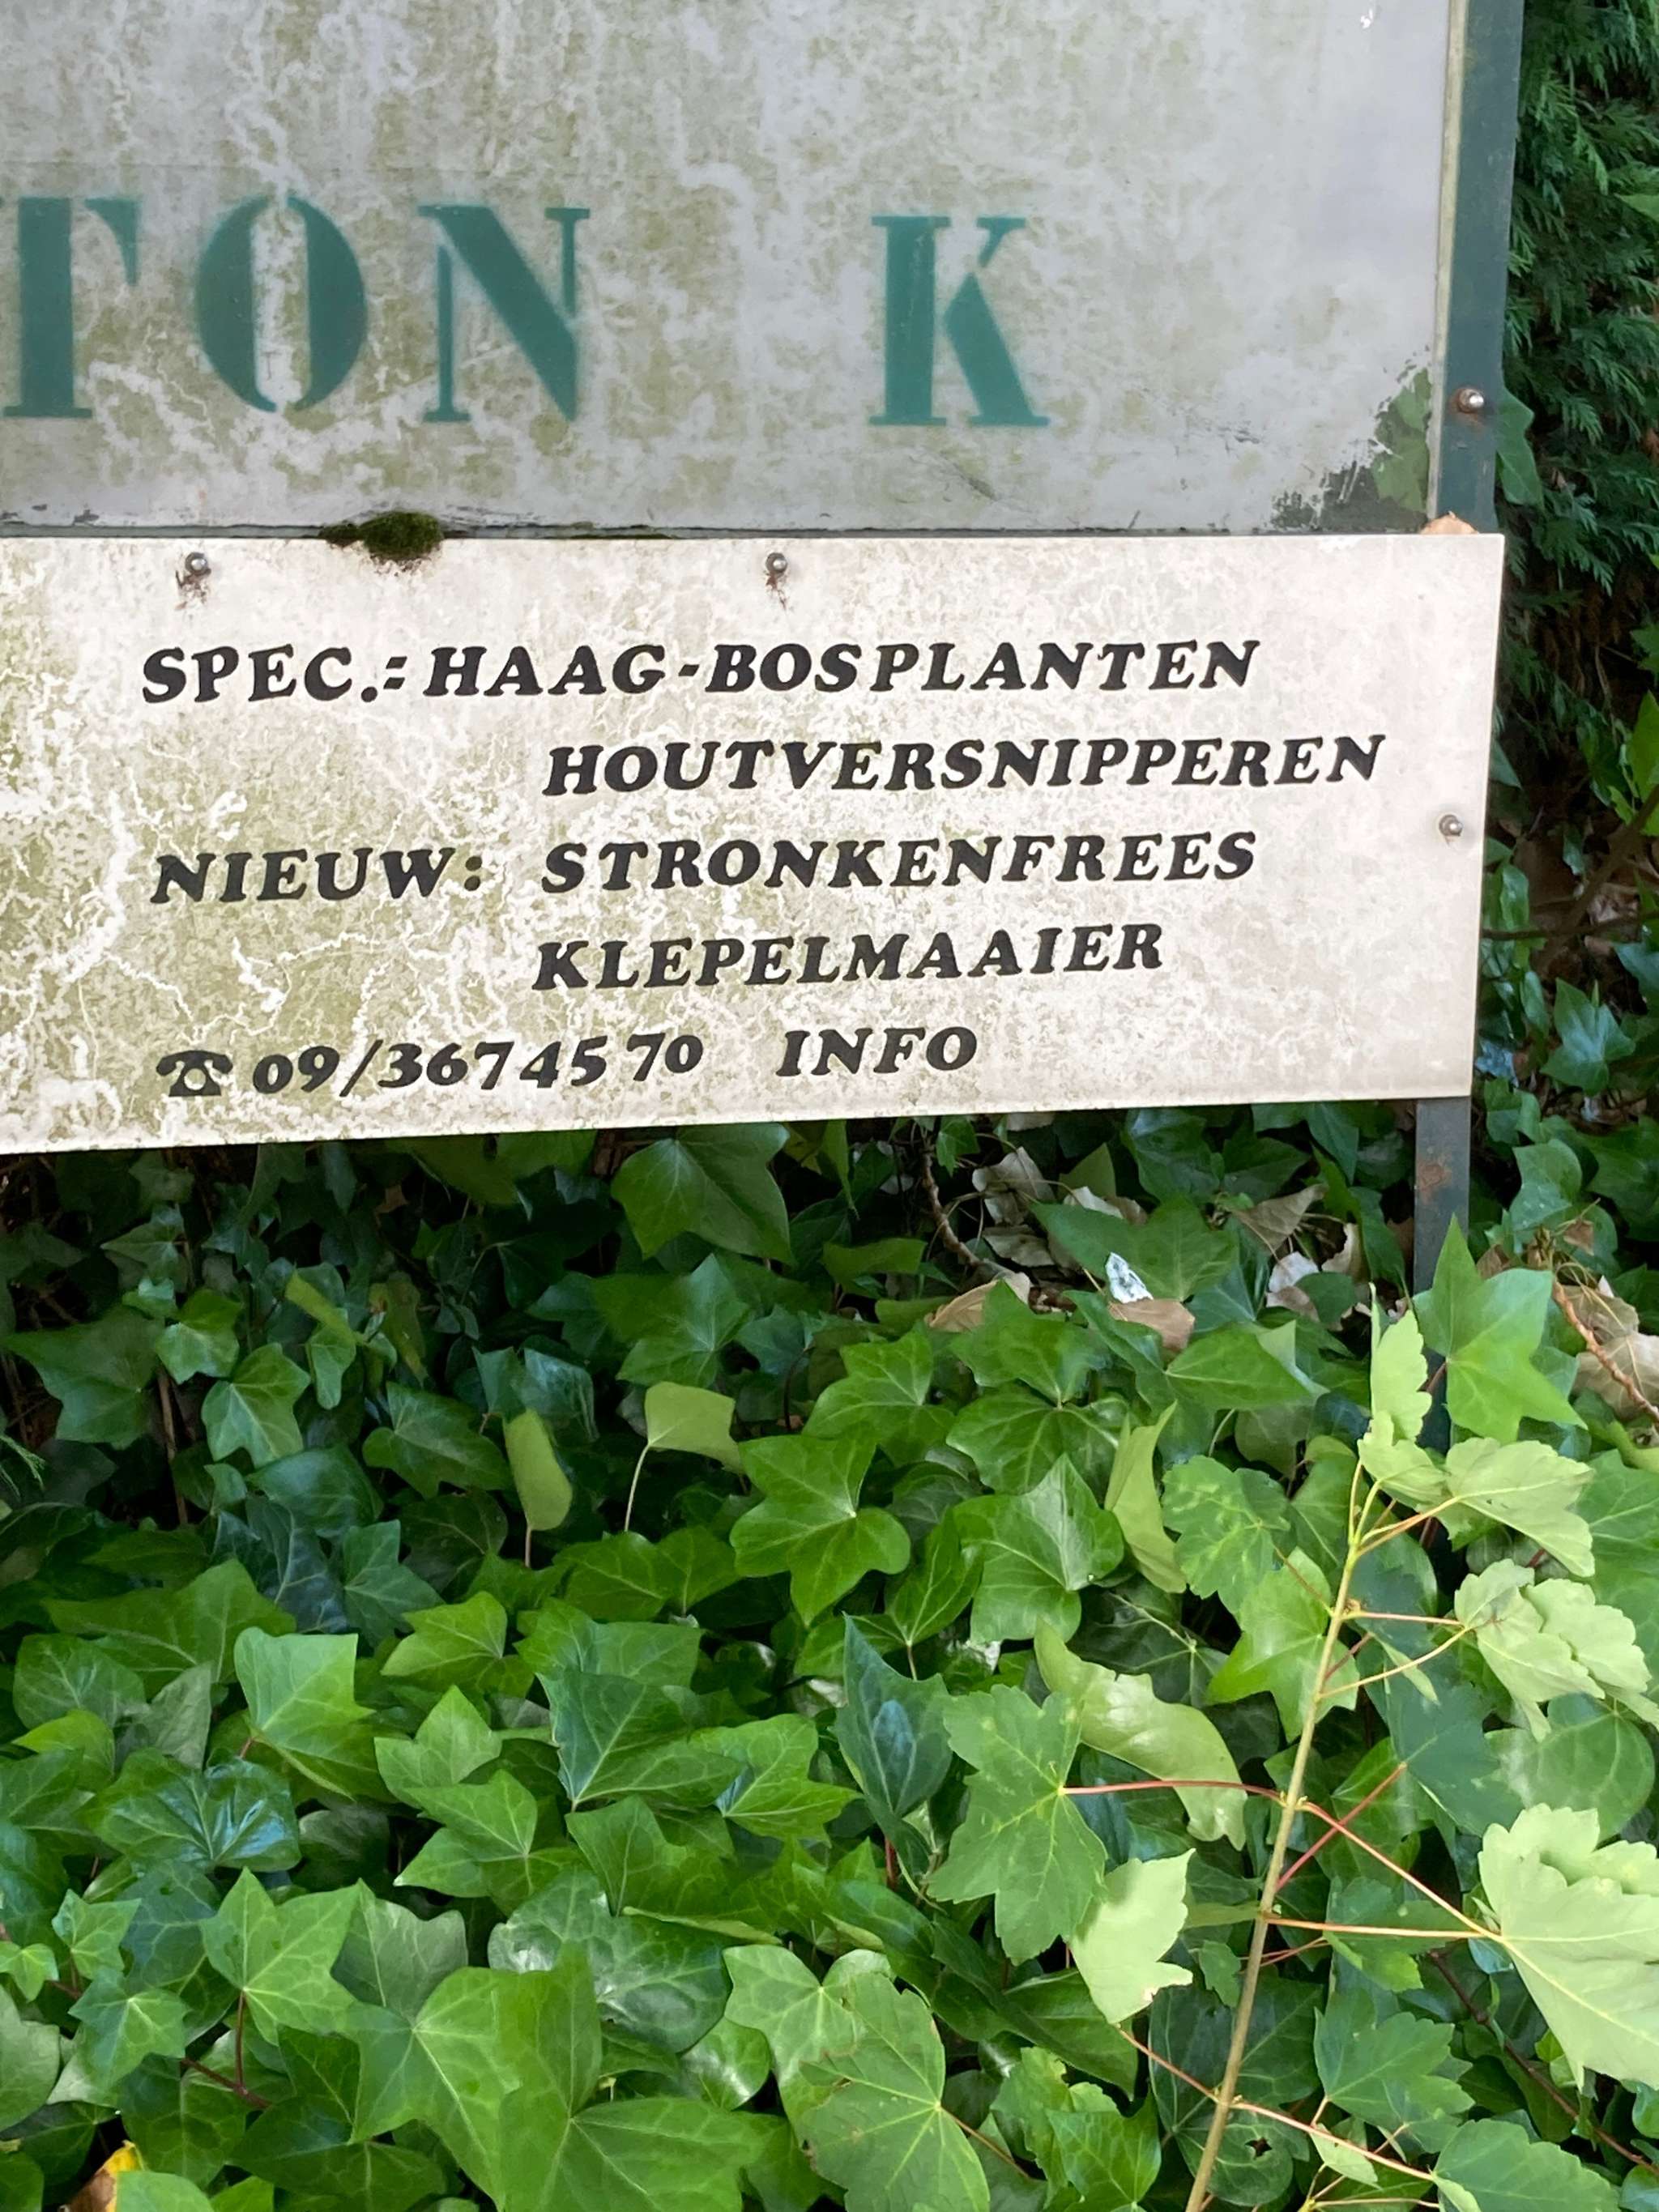 TON K
SPEC.: HAAG-BOSPLANTEN
HOUTVERSNIPPEREN
NIEUW: STRONKENFREES
KLEPELMAAIER
☎ 09/3674570 INFO